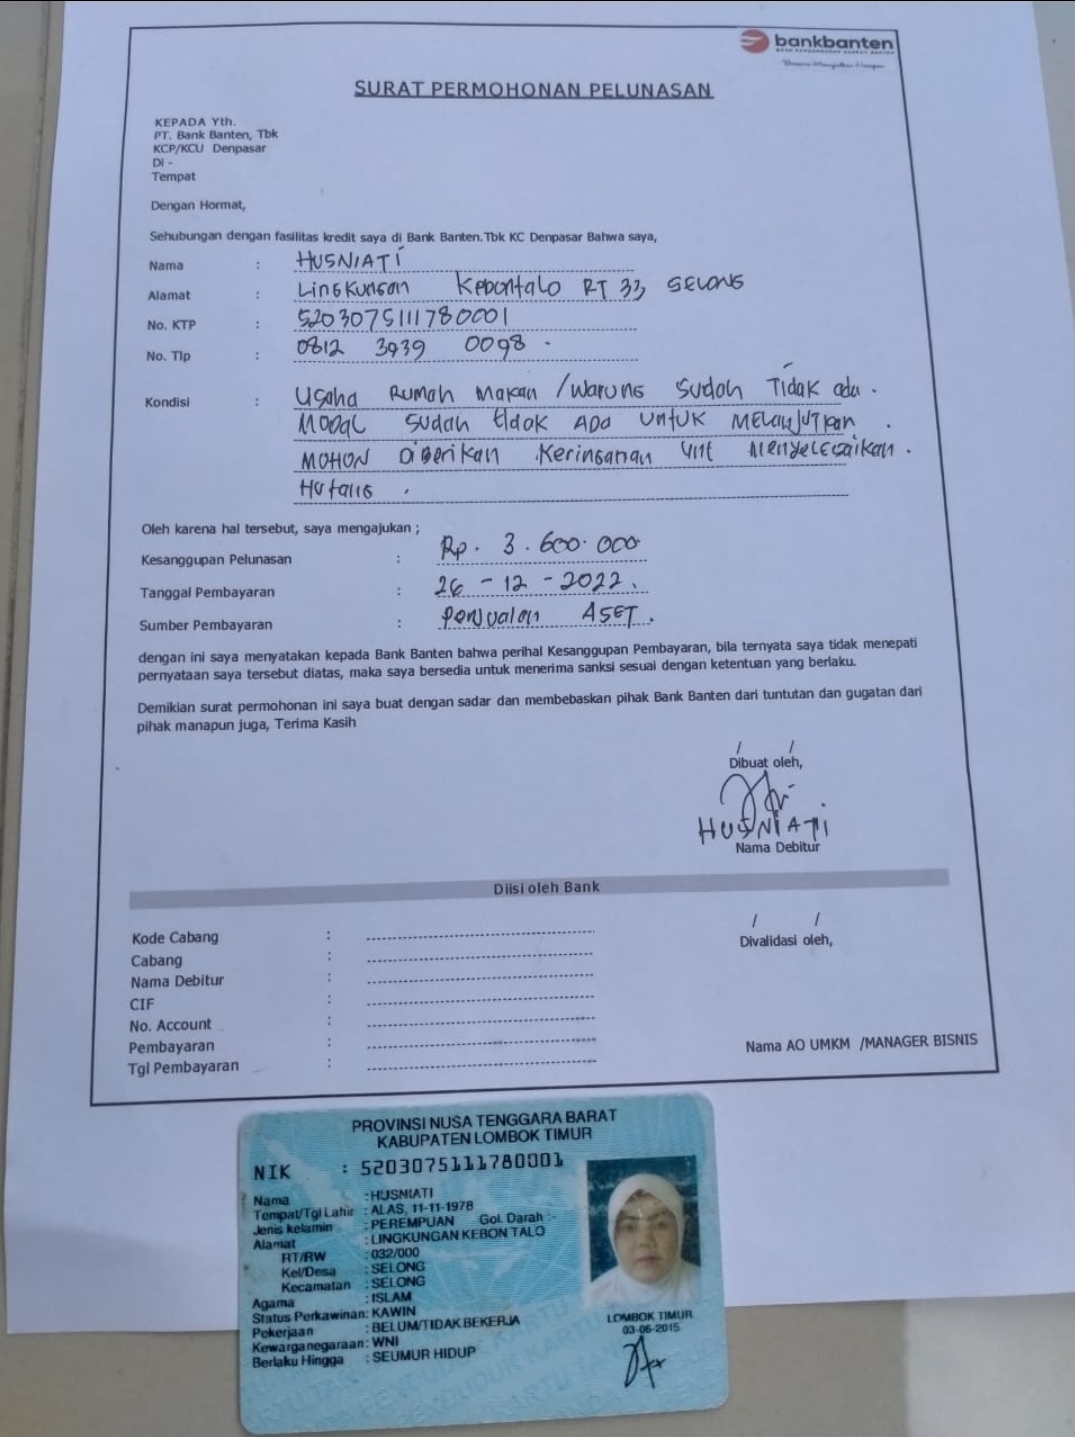 bankbanten
SURAT PERMOHONAN PELUNASAN
KEPADA Yth.
PT. Bank Banten, Tbk
KCP/KCU Denpasar
Di -
Tempat
Dengan Hormat,
Sehubungan dengan fasilitas kredit saya di Bank Banten.Tbk KC Denpasar Bahwa saya,
Nama : HUSNIATI
Alamat : Lingkungan Kebontalo RT 33 SELONG
No. KTP : 5203075111780001
No. Tlp : 0812 3939 0098 .
Kondisi : Usaha Rumah Makan /Warung Sudah Tidak ada .
Modal Sudah tidak Ada Untuk Melanjutkan .
MOHON Diberikan Keringanan Unt Menyelesaikan .
Hutang .
Oleh karena hal tersebut, saya mengajukan ;
Kesanggupan Pelunasan : Rp. 3.600.000
Tanggal Pembayaran : 26 - 12 - 2022.
Sumber Pembayaran : Penjualan ASET.
dengan ini saya menyatakan kepada Bank Banten bahwa perihal Kesanggupan Pembayaran, bila ternyata saya tidak menepati
pernyataan saya tersebut diatas, maka saya bersedia untuk menerima sanksi sesuai dengan ketentuan yang berlaku.
Demikian surat permohonan ini saya buat dengan sadar dan membebaskan pihak Bank Banten dari tuntutan dan gugatan dari
pihak manapun juga, Terima Kasih
/ /
Dibuat oleh,
HUSNIATI
Nama Debitur
Diisi oleh Bank
Kode Cabang :
Cabang :
Nama Debitur :
CIF :
No. Account :
Pembayaran :
Tgl Pembayaran :
/ /
Divalidasi oleh,
Nama AO UMKM /MANAGER BISNIS
PROVINSI NUSA TENGGARA BARAT
KABUPATEN LOMBOK TIMUR
NIK : 5203075111780001
Nama : HUSNIATI
Tempat/Tgl Lahir : ALAS, 11-11-1978
Jenis kelamin : PEREMPUAN Gol. Darah : -
Alamat : LINGKUNGAN KEBON TALO
RT/RW : 032/000
Kel/Desa : SELONG
Kecamatan : SELONG
Agama : ISLAM
Status Perkawinan: KAWIN
Pekerjaan : BELUM/TIDAK BEKERJA
Kewarganegaraan: WNI
Berlaku Hingga : SEUMUR HIDUP
LOMBOK TIMUR
03-06-2015